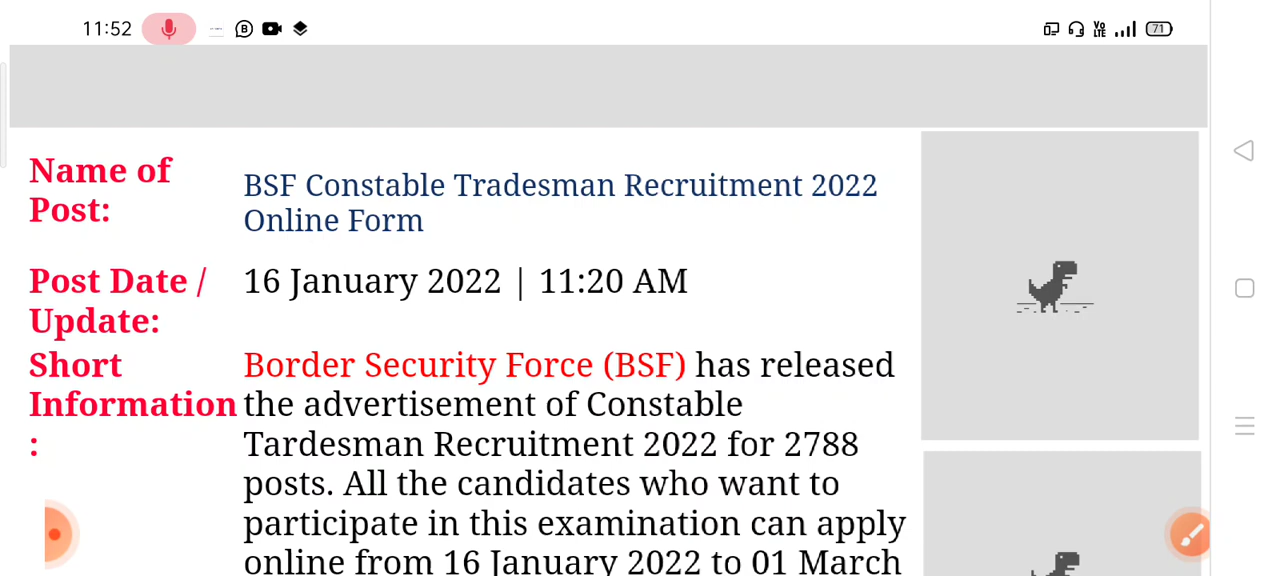 11:52
VO
LTE
71
Name of
Post:
BSF Constable Tradesman Recruitment 2022
Online Form
Post Date /
Update:
16 January 2022 | 11:20 AM
Short
Information
:
Border Security Force (BSF) has released
the advertisement of Constable
Tardesman Recruitment 2022 for 2788
posts. All the candidates who want to
participate in this examination can apply
online from 16 January 2022 to 01 March